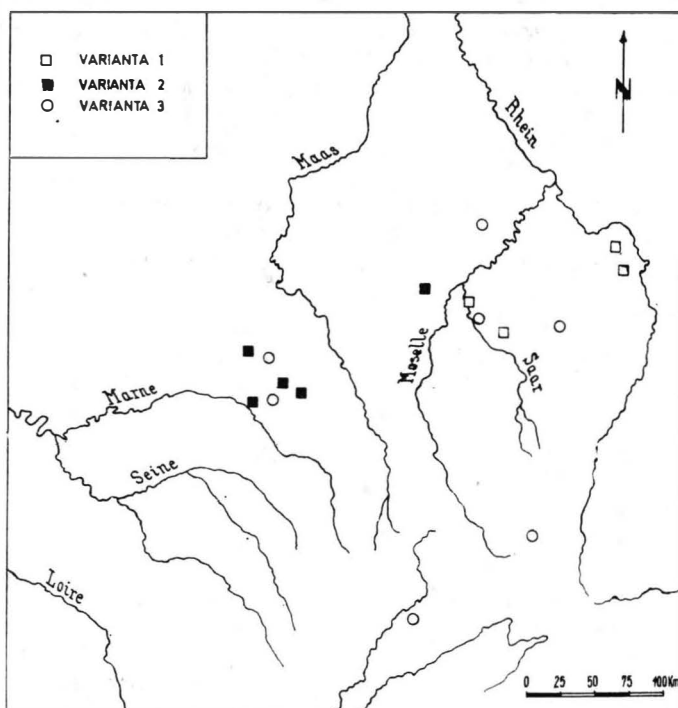 VARIANTA 1
VARIANTA 2
VARIANTA 3
N
Rhein
Maas
Moselle
Saar
Marne
Seine
Loire
0 25 50 75 100Km